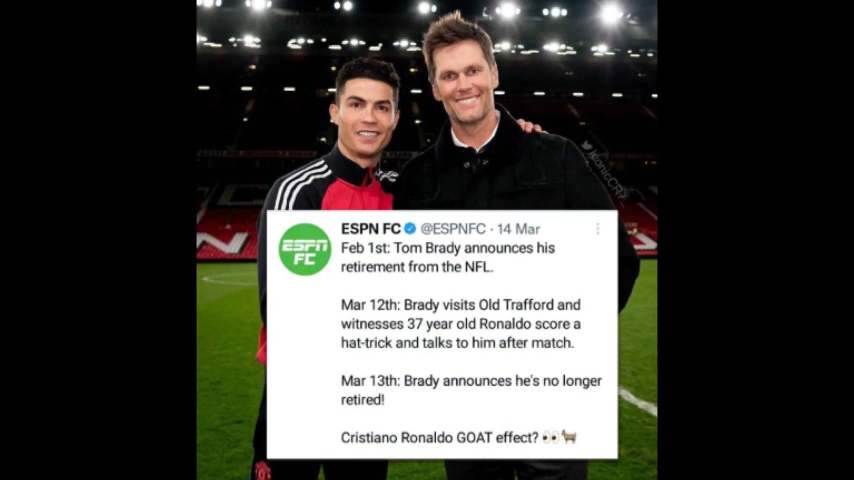 ESPN FC @ESPNFC · 14 Mar
ESPN
FC
Feb 1st: Tom Brady announces his
retirement from the NFL.
Mar 12th: Brady visits Old Trafford and
witnesses 37 year old Ronaldo score a
hat-trick and talks to him after match.
Mar 13th: Brady announces he's no longer
retired!
Cristiano Ronaldo GOAT effect? 👀🐐